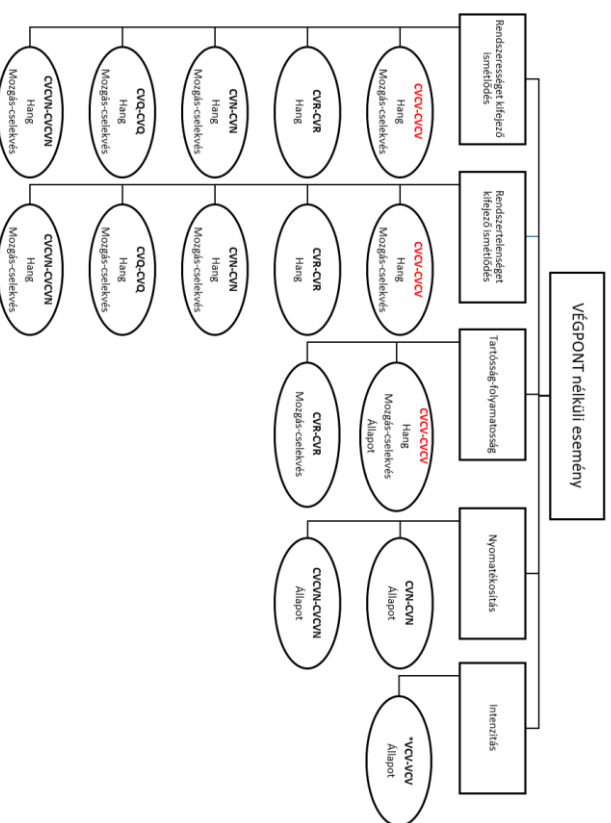 VÉGPONT nélküli esemény
Rendszerességet kifejező
ismétlődés
CVCV-CVCV
Hang
Mozgás-cselekvés
CVR-CVR
Hang
CVN-CVN
Hang
Mozgás-cselekvés
CVQ-CVQ
Hang
Mozgás-cselekvés
CVCVN-CVCVN
Hang
Mozgás-cselekvés
Rendszertelenséget
kifejező ismétlődés
CVCV-CVCV
Hang
Mozgás-cselekvés
CVR-CVR
Hang
CVN-CVN
Hang
Mozgás-cselekvés
CVQ-CVQ
Hang
Mozgás-cselekvés
CVCVN-CVCVN
Hang
Mozgás-cselekvés
Tartósság-folyamatosság
CVCV-CVCV
Hang
Mozgás-cselekvés
Állapot
CVR-CVR
Mozgás-cselekvés
Nyomatékosítás
CVN-CVN
Állapot
CVCVN-CVCVN
Állapot
Intenzitás
*VCV-VCV
Állapot